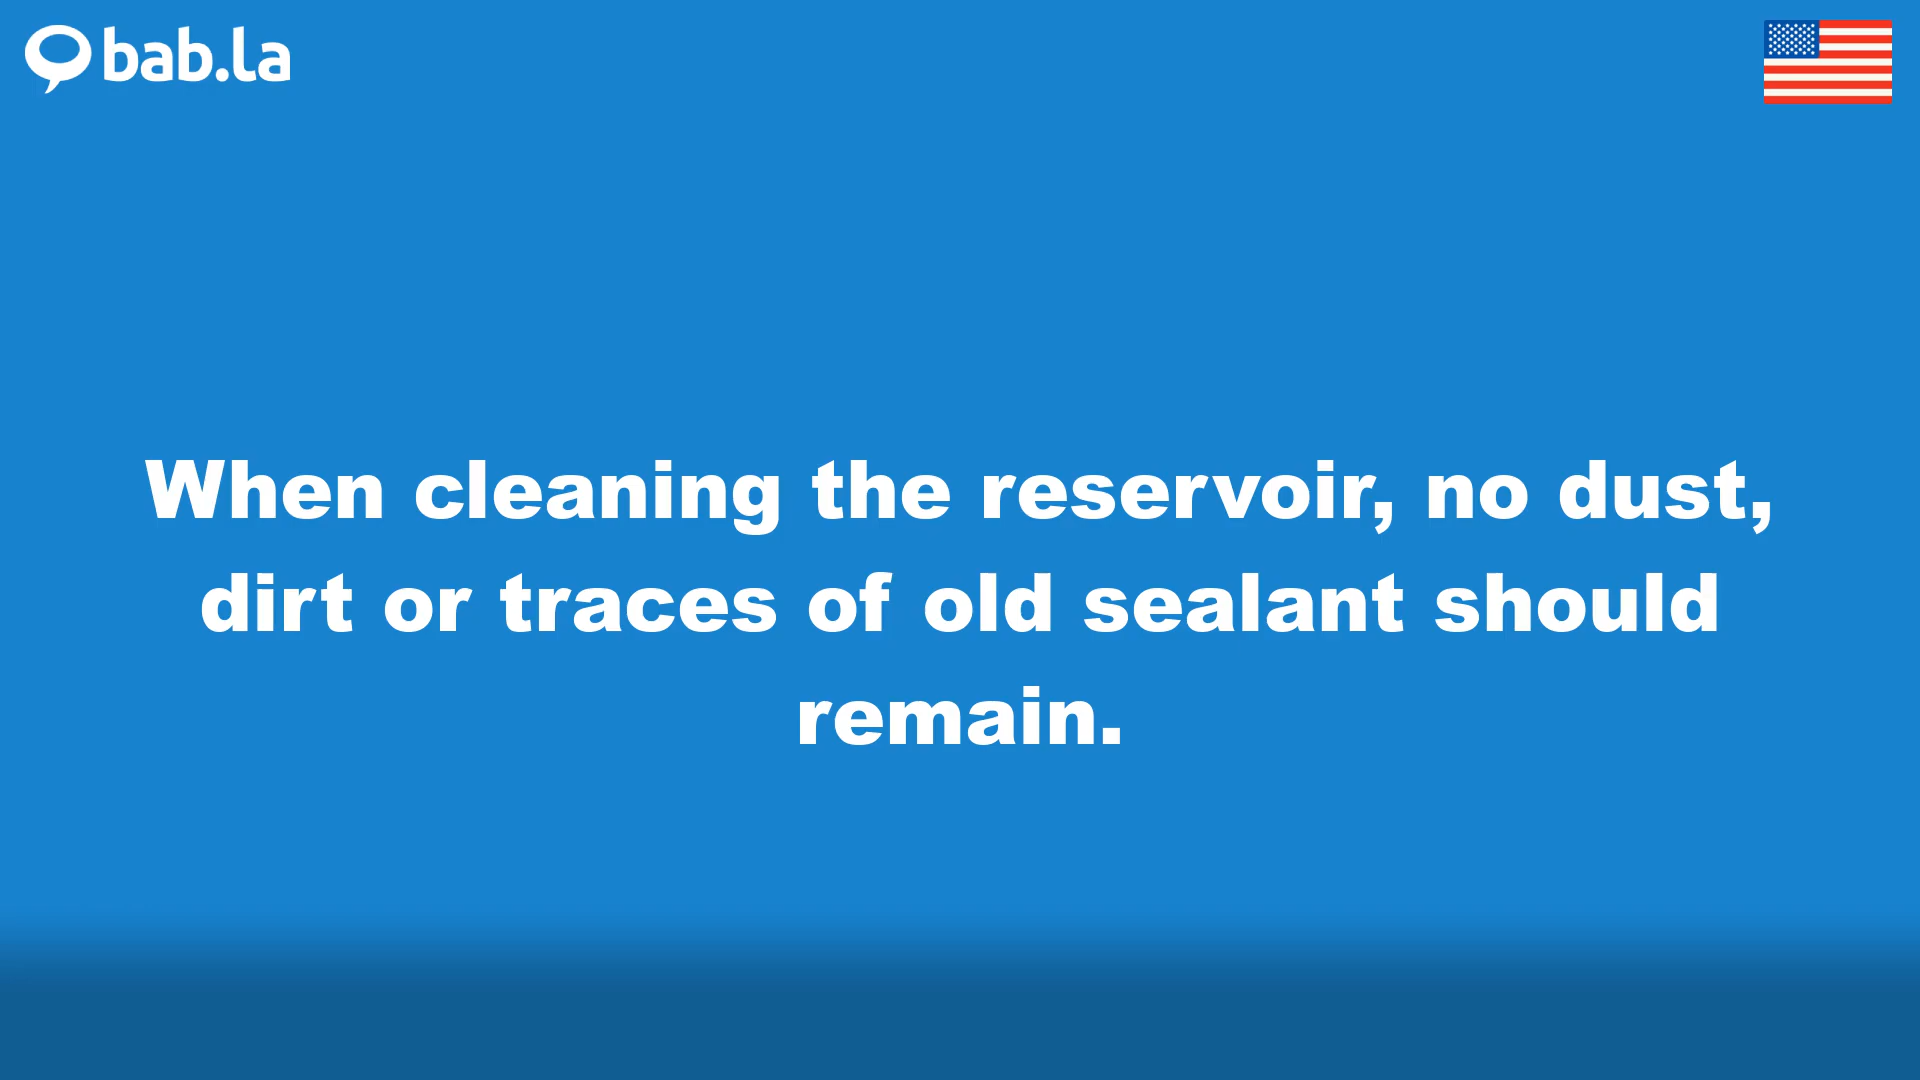 bab.la
When cleaning the reservoir, no dust,
dirt or traces of old sealant should
remain.